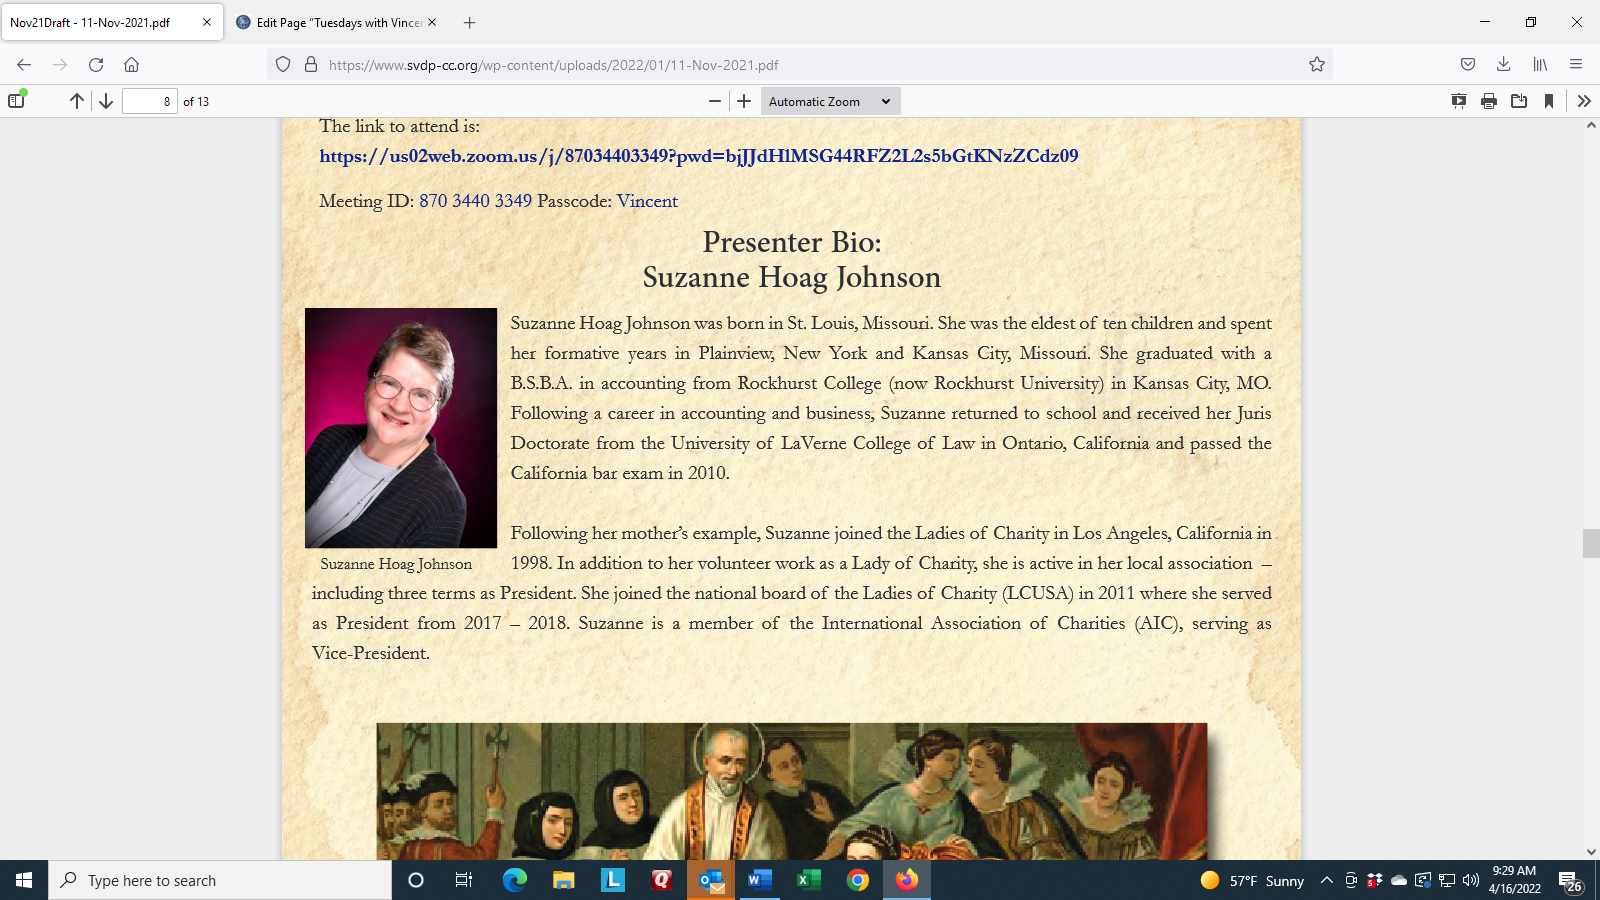 Nov21Draft - 11-Nov-2021.pdf
Edit Page “Tuesdays with Vincen
https://www.svdp-cc.org/wp-content/uploads/2022/01/11-Nov-2021.pdf
8 of 13
Automatic Zoom
The link to attend is:
https://us02web.zoom.us/j/87034403349?pwd=bjJJdHlMSG44RFZ2L2s5bGtKNzZCdz09
Meeting ID: 870 3440 3349 Passcode: Vincent
Presenter Bio:
Suzanne Hoag Johnson
Suzanne Hoag Johnson was born in St. Louis, Missouri. She was the eldest of ten children and spent
her formative years in Plainview, New York and Kansas City, Missouri. She graduated with a
B.S.B.A. in accounting from Rockhurst College (now Rockhurst University) in Kansas City, MO.
Following a career in accounting and business, Suzanne returned to school and received her Juris
Doctorate from the University of LaVerne College of Law in Ontario, California and passed the
California bar exam in 2010.
Following her mother’s example, Suzanne joined the Ladies of Charity in Los Angeles, California in
Suzanne Hoag Johnson
1998. In addition to her volunteer work as a Lady of Charity, she is active in her local association –
including three terms as President. She joined the national board of the Ladies of Charity (LCUSA) in 2011 where she served
as President from 2017 – 2018. Suzanne is a member of the International Association of Charities (AIC), serving as
Vice-President.
Type here to search
57°F Sunny
9:29 AM
4/16/2022
26